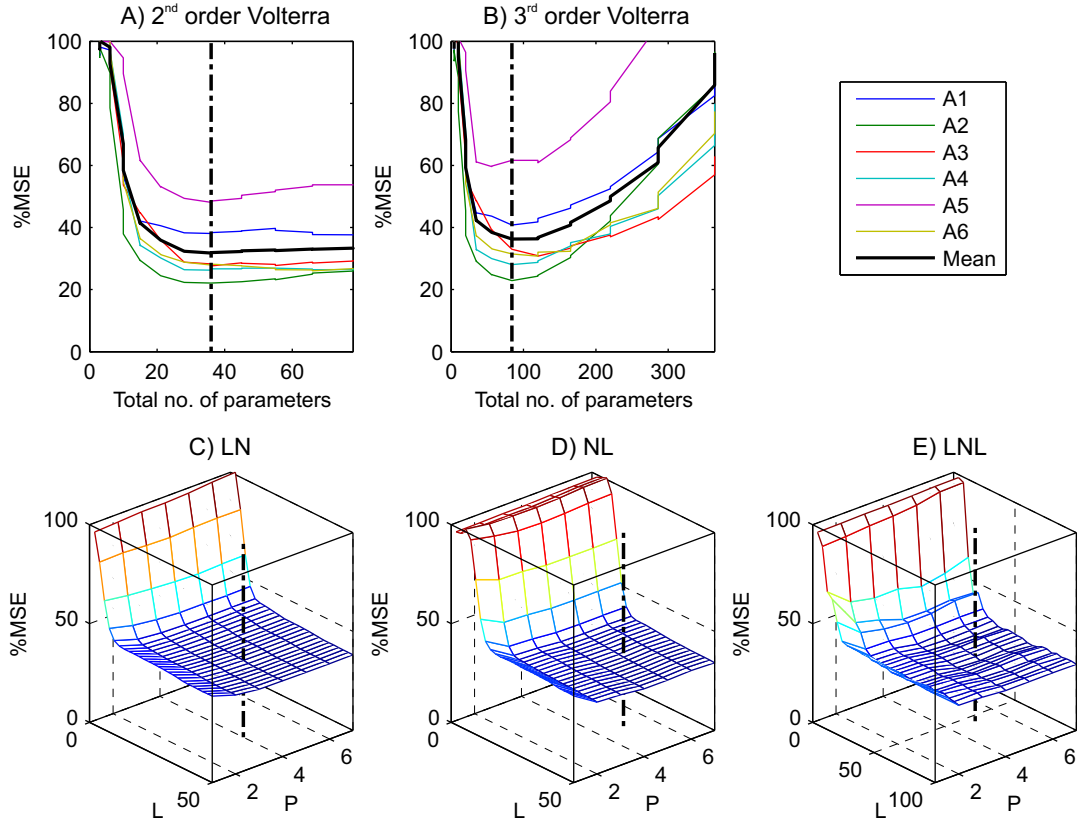 A) 2nd order Volterra
B) 3rd order Volterra
%MSE
100
80
60
40
20
0
0 20 40 60
Total no. of parameters
%MSE
100
80
60
40
20
0
0 100 200 300
Total no. of parameters
A1
A2
A3
A4
A5
A6
Mean
C) LN
%MSE
100
50
0
0
50
L
2 4 6
P
D) NL
%MSE
100
50
0
0
50
L
2 4 6
P
E) LNL
%MSE
100
50
0
50
100
L
2 4 6
P